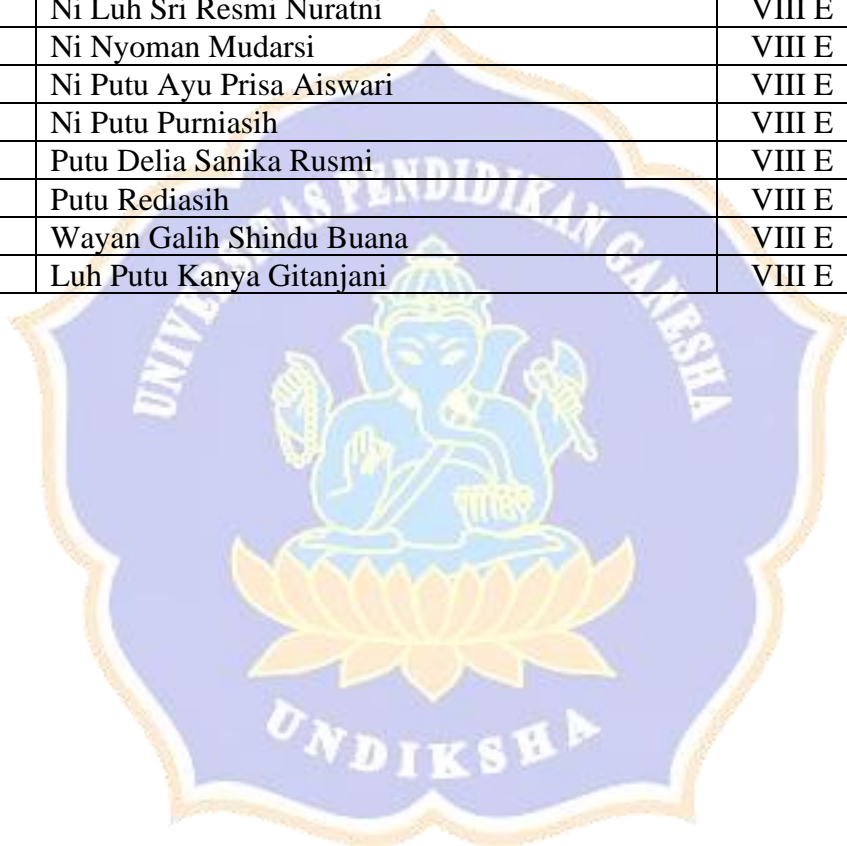 Ni Luh Sri Resmi Nuratni VIII E
Ni Nyoman Mudarsi VIII E
Ni Putu Ayu Prisa Aiswari VIII E
Ni Putu Purniasih VIII E
Putu Delia Sanika Rusmi VIII E
Putu Rediasih VIII E
Wayan Galih Shindu Buana VIII E
Luh Putu Kanya Gitanjani VIII E
UNIVERSITAS PENDIDIKAN GANESHA
UNDIKSHA